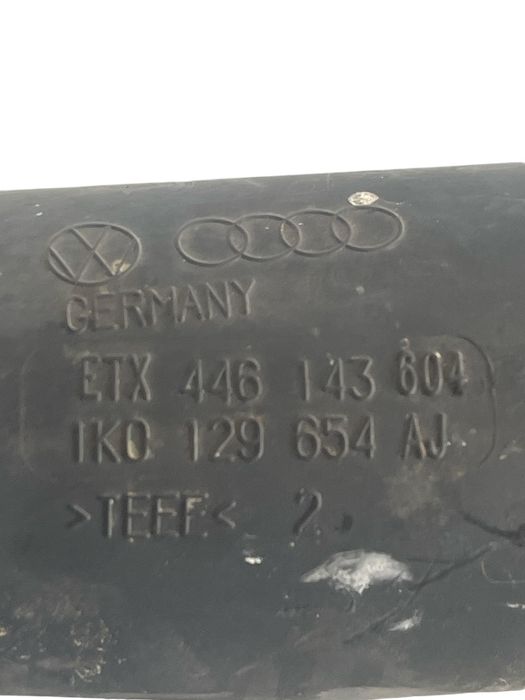 GERMANY
ETX 446 143 604
1K0 129 654 AJ
>TEEE< 2